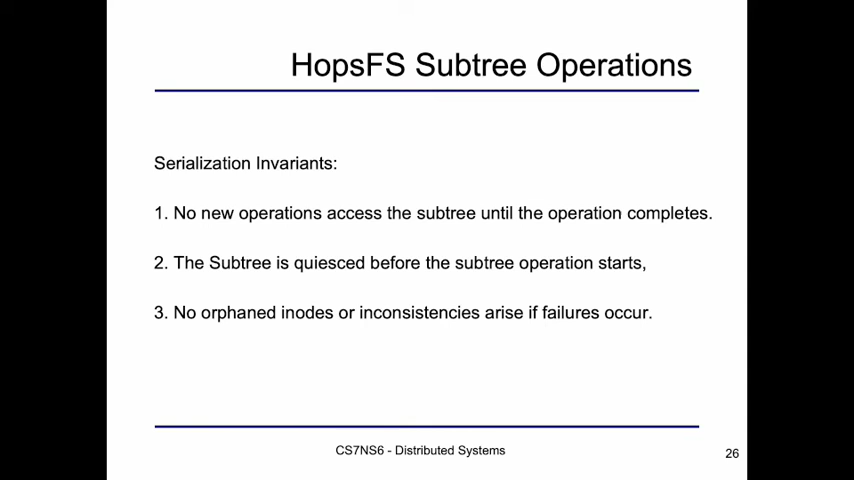 HopsFS Subtree Operations
Serialization Invariants:
1. No new operations access the subtree until the operation completes.
2. The Subtree is quiesced before the subtree operation starts,
3. No orphaned inodes or inconsistencies arise if failures occur.
CS7NS6 - Distributed Systems
26